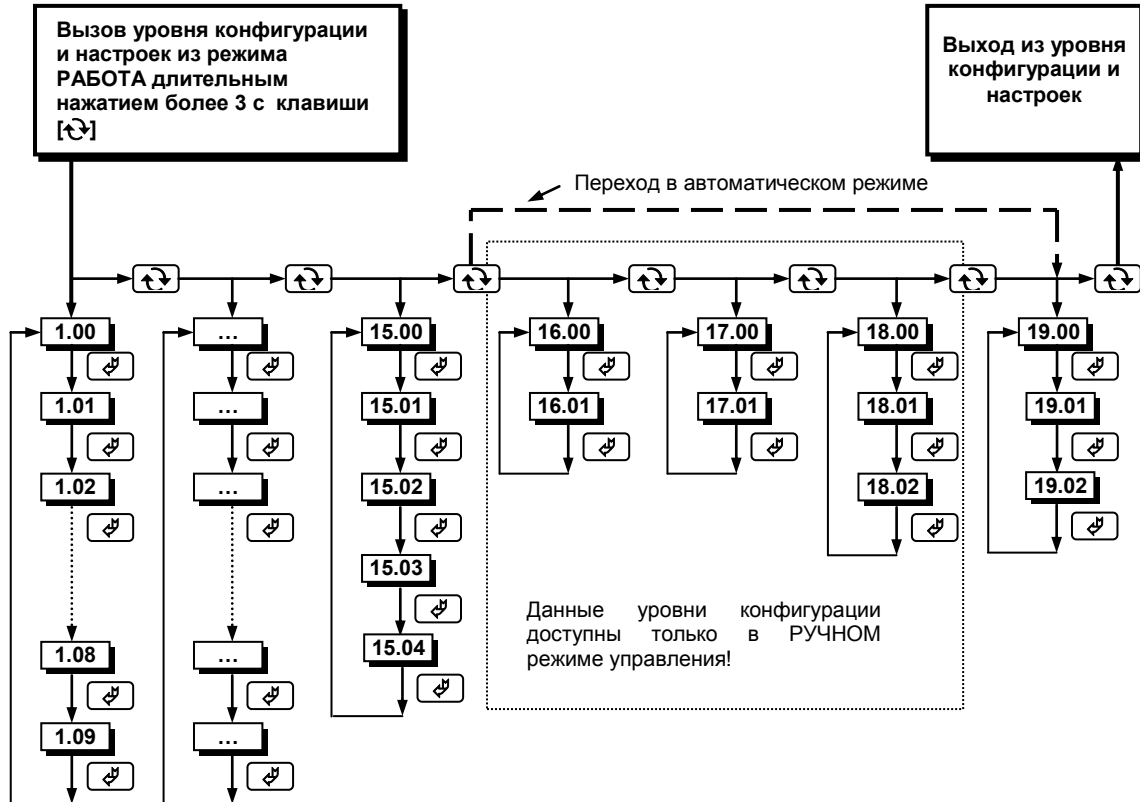 Вызов уровня конфигурации
и настроек из режима
РАБОТА длительным
нажатием более 3 с клавиши
[🗘]
Выход из уровня
конфигурации и
настроек
Переход в автоматическом режиме
1.00
1.01
1.02
1.08
1.09
...
...
...
...
...
15.00
15.01
15.02
15.03
15.04
16.00
16.01
17.00
17.01
18.00
18.01
18.02
19.00
19.01
19.02
Данные уровни конфигурации
доступны только в РУЧНОМ
режиме управления!